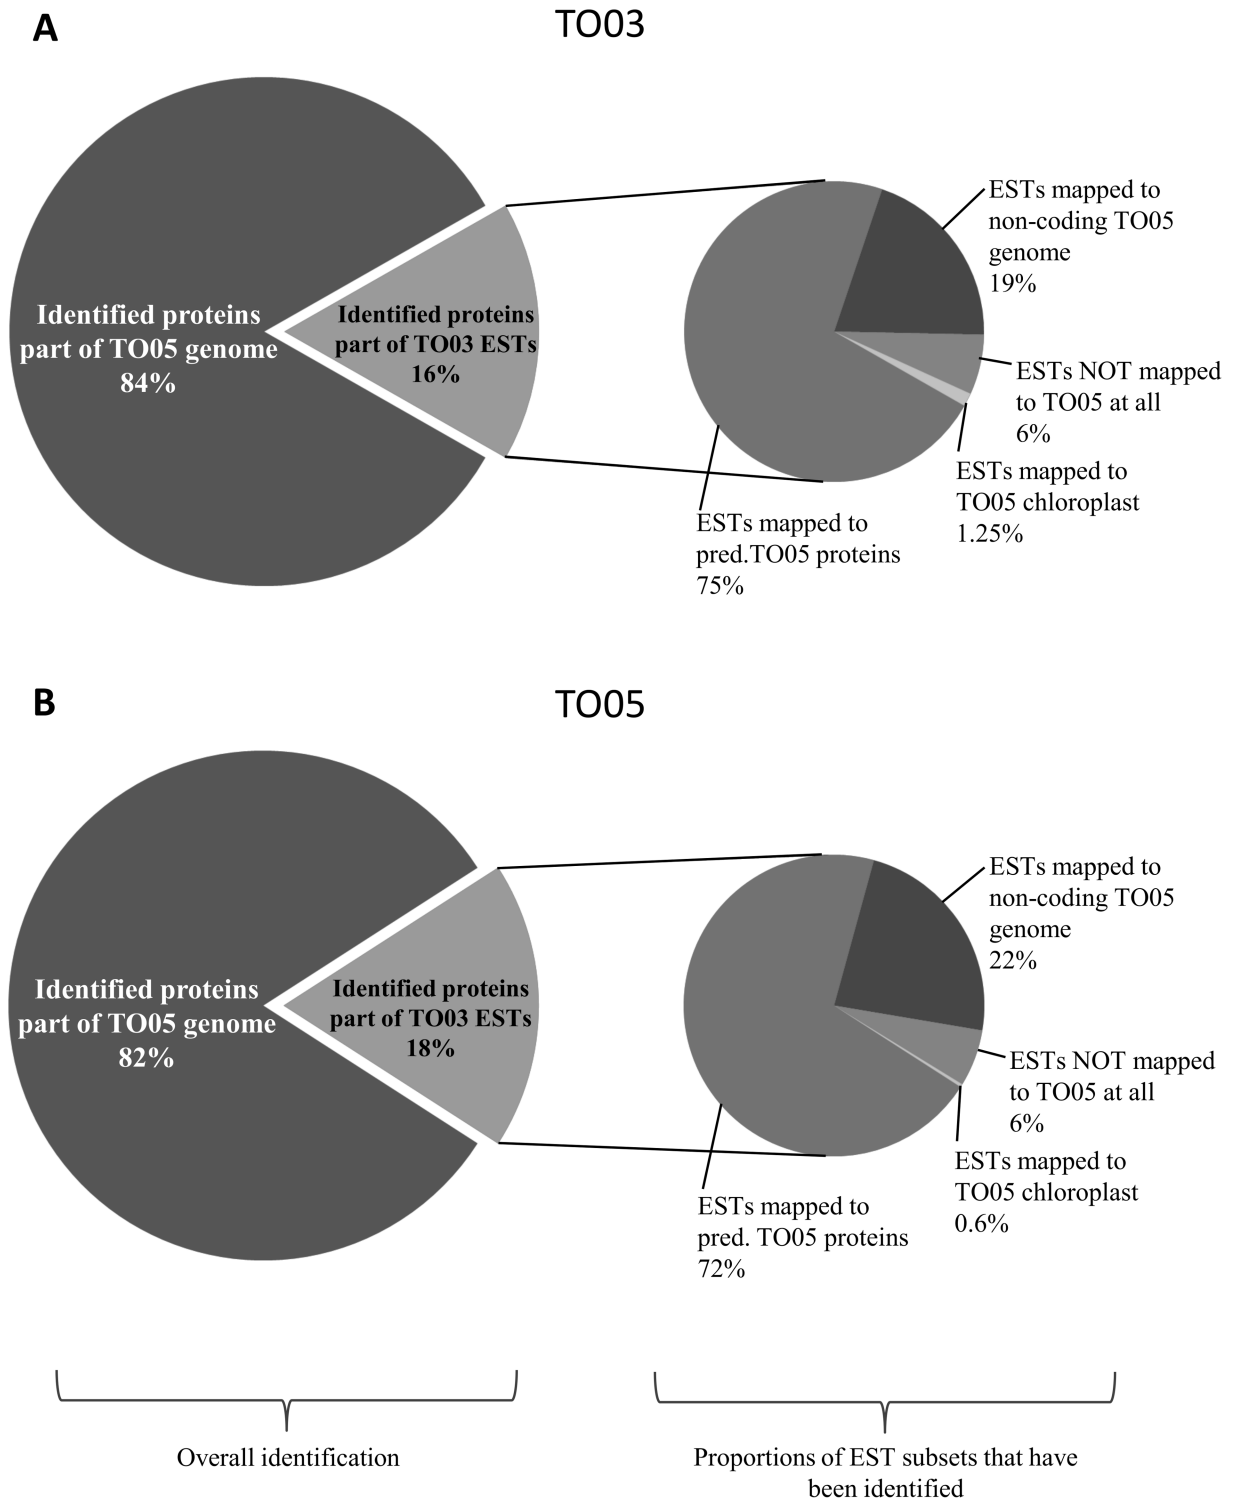 A
TO03
Identified proteins
part of TO05 genome
84%
Identified proteins
part of TO03 ESTs
16%
ESTs mapped to
non-coding TO05
genome
19%
ESTs NOT mapped
to TO05 at all
6%
ESTs mapped to
TO05 chloroplast
1.25%
ESTs mapped to
pred.TO05 proteins
75%
B
TO05
Identified proteins
part of TO05 genome
82%
Identified proteins
part of TO03 ESTs
18%
ESTs mapped to
non-coding TO05
genome
22%
ESTs NOT mapped
to TO05 at all
6%
ESTs mapped to
TO05 chloroplast
0.6%
ESTs mapped to
pred. TO05 proteins
72%
Overall identification
Proportions of EST subsets that have
been identified